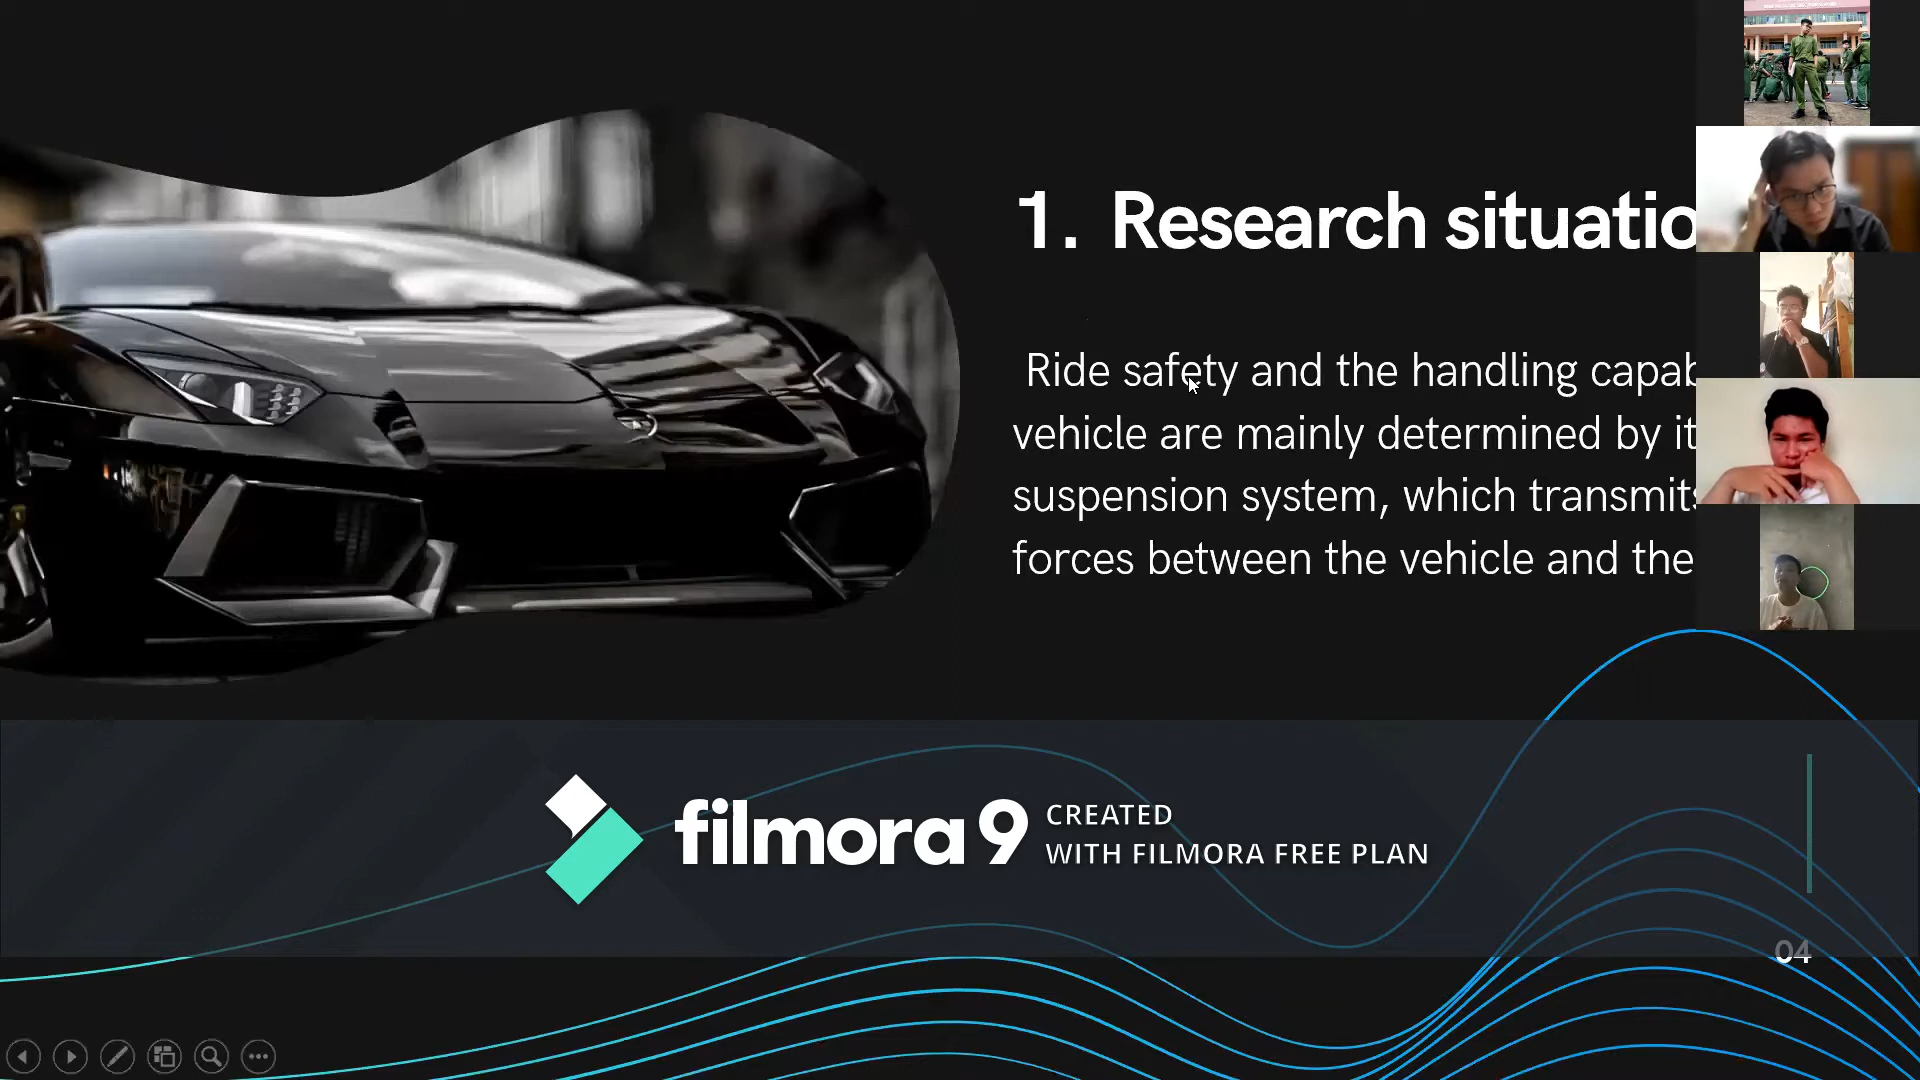 1. Research situatio
Ride safety and the handling capab
vehicle are mainly determined by it
suspension system, which transmits
forces between the vehicle and the
filmora 9
CREATED
WITH FILMORA FREE PLAN
04